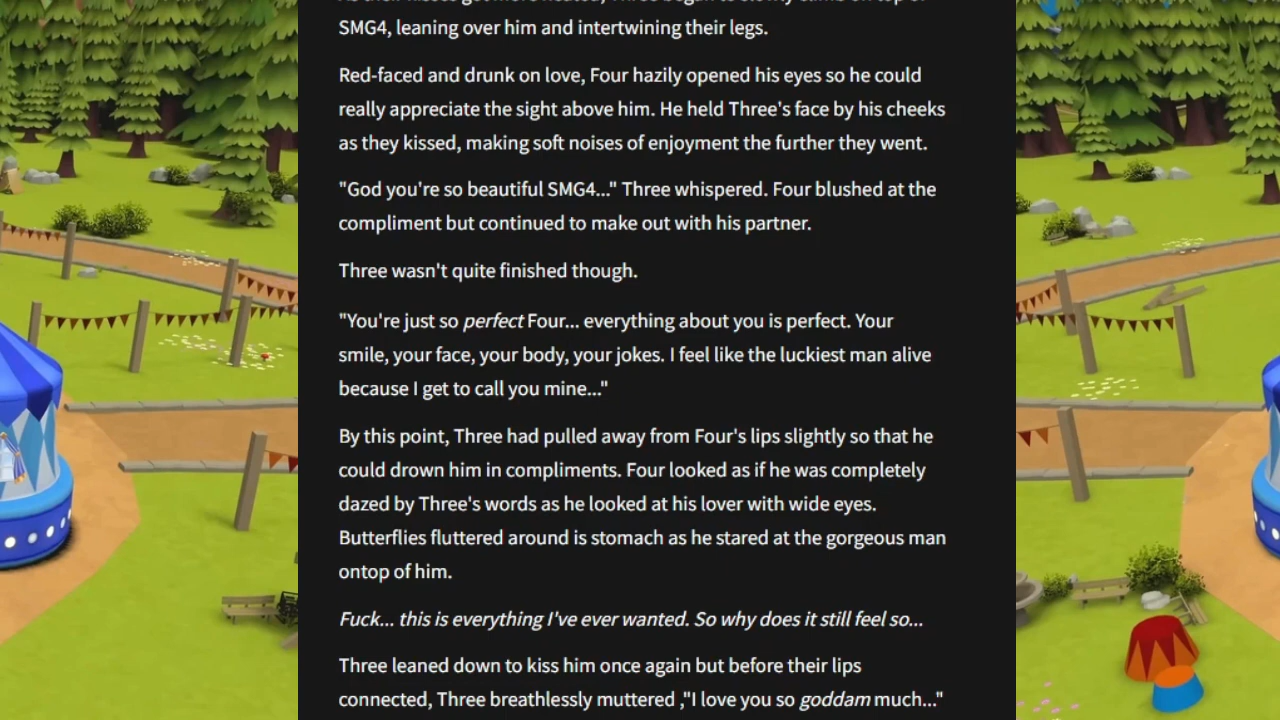 SMG4, leaning over him and intertwining their legs.
Red-faced and drunk on love, Four hazily opened his eyes so he could
really appreciate the sight above him. He held Three's face by his cheeks
as they kissed, making soft noises of enjoyment the further they went.
"God you're so beautiful SMG4..." Three whispered. Four blushed at the
compliment but continued to make out with his partner.
Three wasn't quite finished though.
"You're just so perfect Four... everything about you is perfect. Your
smile, your face, your body, your jokes. I feel like the luckiest man alive
because I get to call you mine..."
By this point, Three had pulled away from Four's lips slightly so that he
could drown him in compliments. Four looked as if he was completely
dazed by Three's words as he looked at his lover with wide eyes.
Butterflies fluttered around is stomach as he stared at the gorgeous man
ontop of him.
Fuck... this is everything I've ever wanted. So why does it still feel so...
Three leaned down to kiss him once again but before their lips
connected, Three breathlessly muttered ,"I love you so goddam much..."